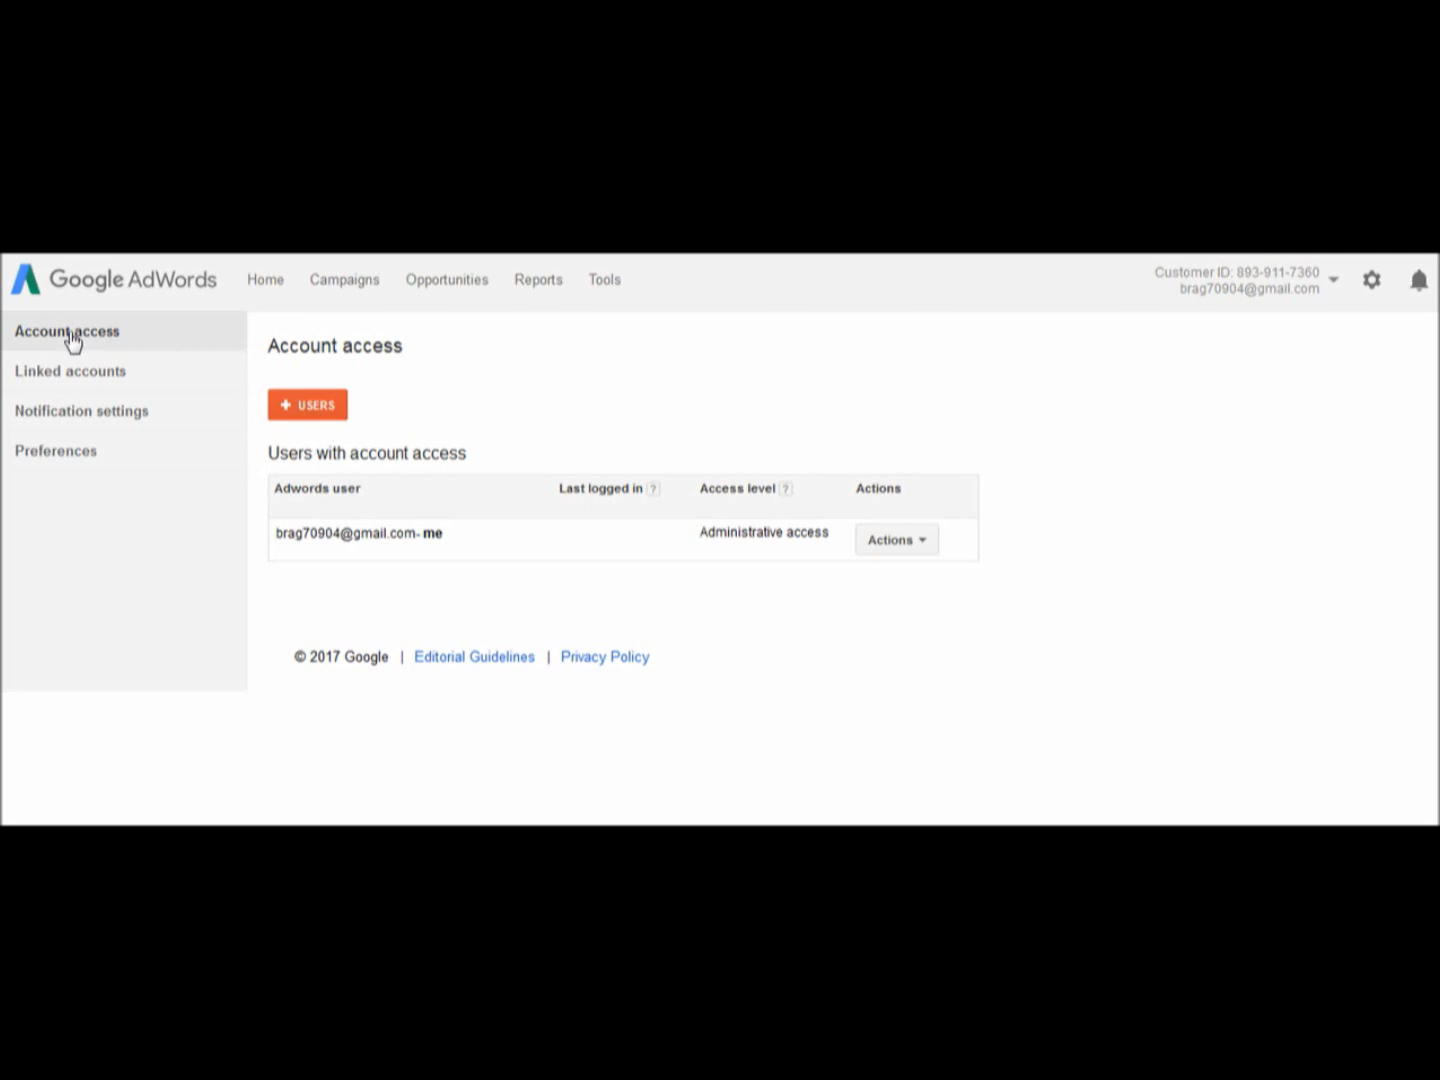 Google AdWords Home Campaigns Opportunities Reports Tools
Customer ID: 893-911-7360
brag70904@gmail.com
Account access
Linked accounts
Notification settings
Preferences
Account access
+ USERS
Users with account access
Adwords user Last logged in ? Access level ? Actions
brag70904@gmail.com- me Administrative access Actions
© 2017 Google | Editorial Guidelines | Privacy Policy